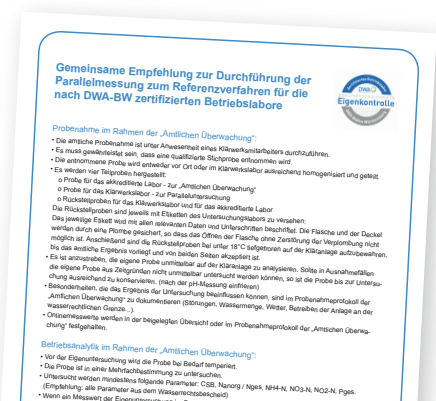 Gemeinsame Empfehlung zur Durchführung der
Parallelmessung zum Referenzverfahren für die
nach DWA-BW zertifizierten Betriebslabore
DWA
Eigenkontrolle
Probenahme im Rahmen der „Amtlichen Überwachung":
• Die amtliche Probenahme ist unter Anwesenheit eines Klärwerksmitarbeiters durchzuführen.
• Es muss gewährleistet sein, dass eine qualifizierte Stichprobe entnommen wird.
• Die entnommene Probe wird entweder vor Ort oder im Klärwerkslabor ausreichend homogenisiert und geteilt.
• Es werden vier Teilproben hergestellt:
o Probe für das akkreditierte Labor - zur „Amtlichen Überwachung"
o Probe für das Klärwerkslabor - zur Paralleluntersuchung
o Rückstellproben für das Klärwerkslabor und für das akkreditierte Labor
Die Rückstellproben sind jeweils mit Etiketten des Untersuchungslabors zu versehen:
Das jeweilige Etikett wird mit allen relevanten Daten und Unterschriften beschriftet. Die Flasche und der Deckel
werden durch eine Plombe gesichert, so dass das Öffnen der Flasche ohne Zerstörung der Verplombung nicht
möglich ist. Anschliesend sind die Rückstellproben bei unter 18°C tiefgefroren auf der Kläranlage aufzubewahren,
bis das amtliche Ergebnis vorliegt und von beiden Seiten akzeptiert ist.
• Es ist anzustreben, die eigene Probe unmittelbar auf der Kläranlage zu analysieren. Sollte in Ausnahmefällen
die eigene Probe aus Zeitgründen nicht unmittelbar untersucht werden können, so ist die Probe bis zur Untersu-
chung ausreichend zu konservieren. (nach der pH-Messung einfrieren)
• Besonderheiten, die das Ergebnis der Untersuchung beeinflussen können, sind im Probenahmeprotokoll der
„Amtlichen Überwachung" zu dokumentieren (Störungen, Wassermenge, Wetter, Betreiben der Anlage an der
wasserrechtlichen Grenze...).
• Onlinemesswerte werden in der beigelegten Übersicht oder im Probenahmeprotokoll der „Amtlichen Überwa-
chung" festgehalten.
Betriebsanalytik im Rahmen der „Amtlichen Überwachung":
• Vor der Eigenuntersuchung wird die Probe bei Bedarf temperiert.
• Die Probe ist in einer Mehrfachbestimmung zu untersuchen.
• Untersucht werden mindestens folgende Parameter: CSB, Nanorg / Nges, NH4-N, NO3-N, NO2-N, Pges.
(Empfehlung: alle Parameter aus dem Wasserrechtsbescheid)
• Wenn ein Messwert der